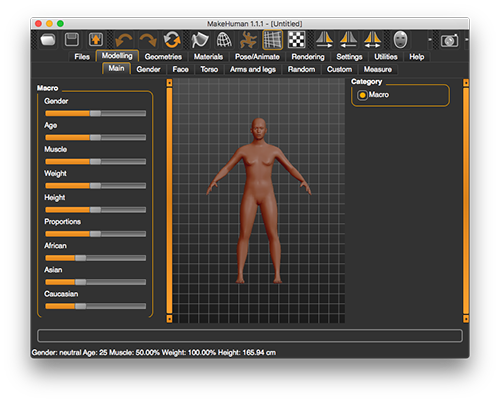 MakeHuman 1.1.1 - [Untitled]
Files Modelling Geometries Materials Pose/Animate Rendering Settings Utilities Help
Main Gender Face Torso Arms and legs Random Custom Measure
Macro
Category
Gender
Macro
Age
Muscle
Weight
Height
Proportions
African
Asian
Caucasian
Gender: neutral Age: 25 Muscle: 50.00% Weight: 100.00% Height: 165.94 cm